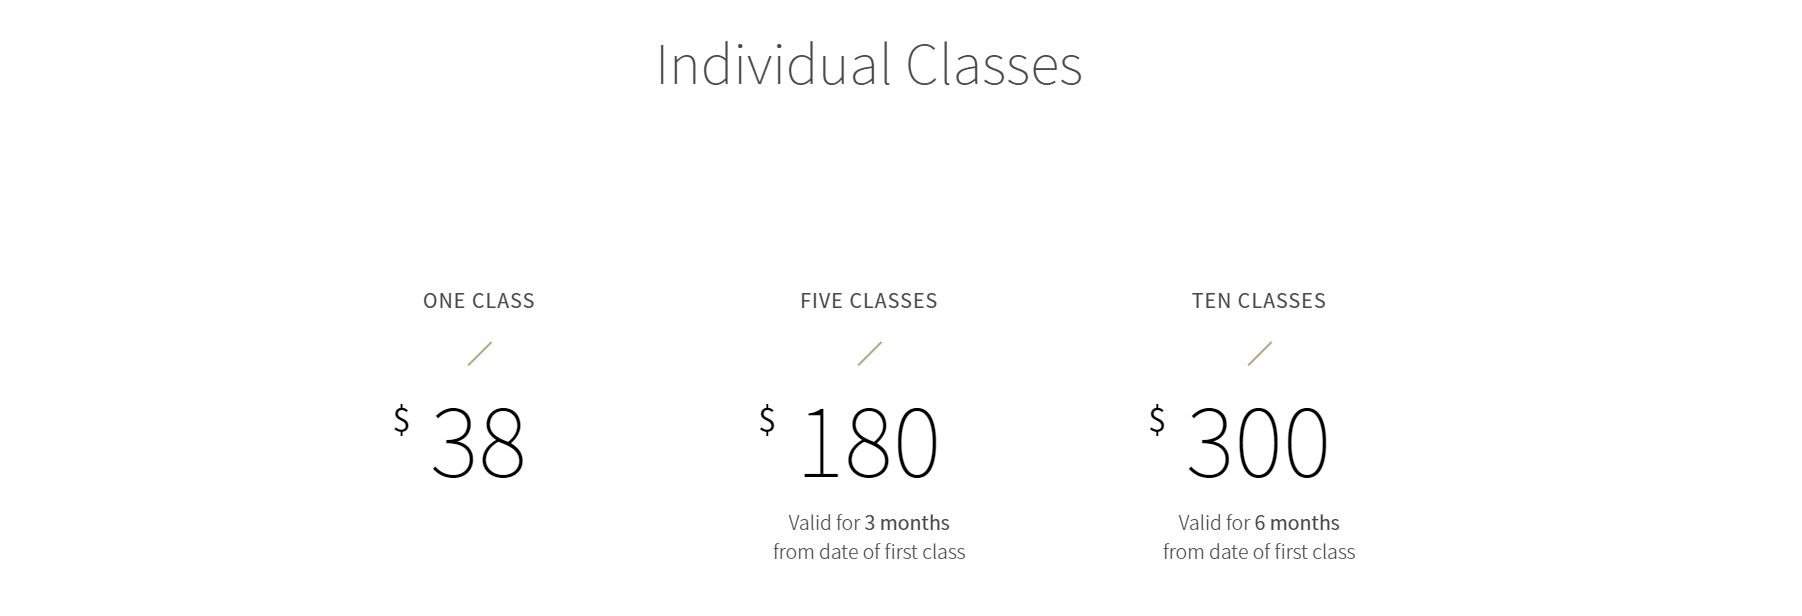 Individual Classes
ONE CLASS
$ 38
FIVE CLASSES
$ 180
Valid for 3 months
from date of first class
TEN CLASSES
$ 300
Valid for 6 months
from date of first class